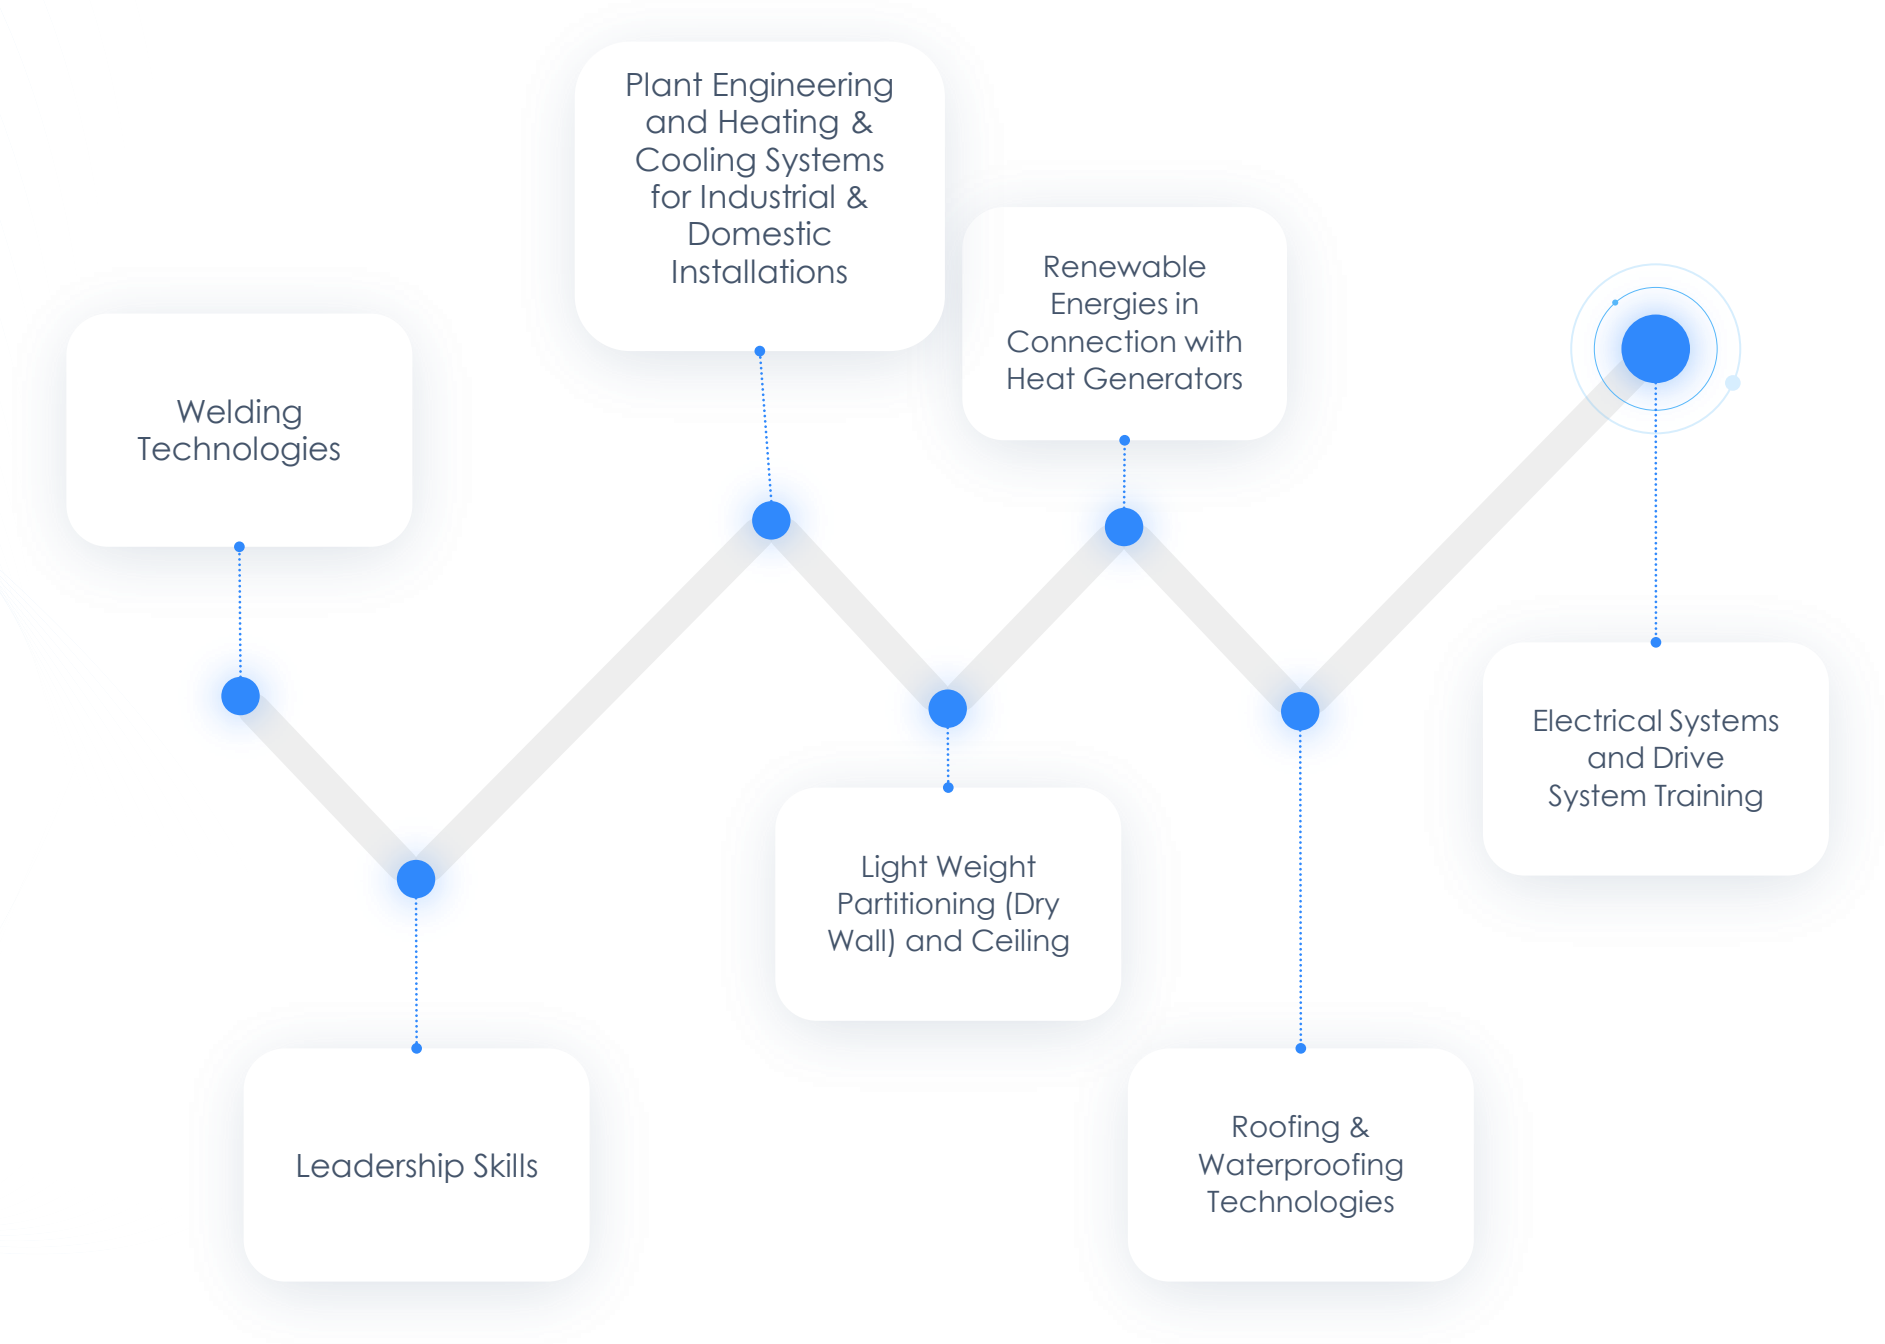 Welding
Technologies
Leadership Skills
Plant Engineering
and Heating &
Cooling Systems
for Industrial &
Domestic
Installations
Light Weight
Partitioning (Dry
Wall) and Ceiling
Renewable
Energies in
Connection with
Heat Generators
Roofing &
Waterproofing
Technologies
Electrical Systems
and Drive
System Training